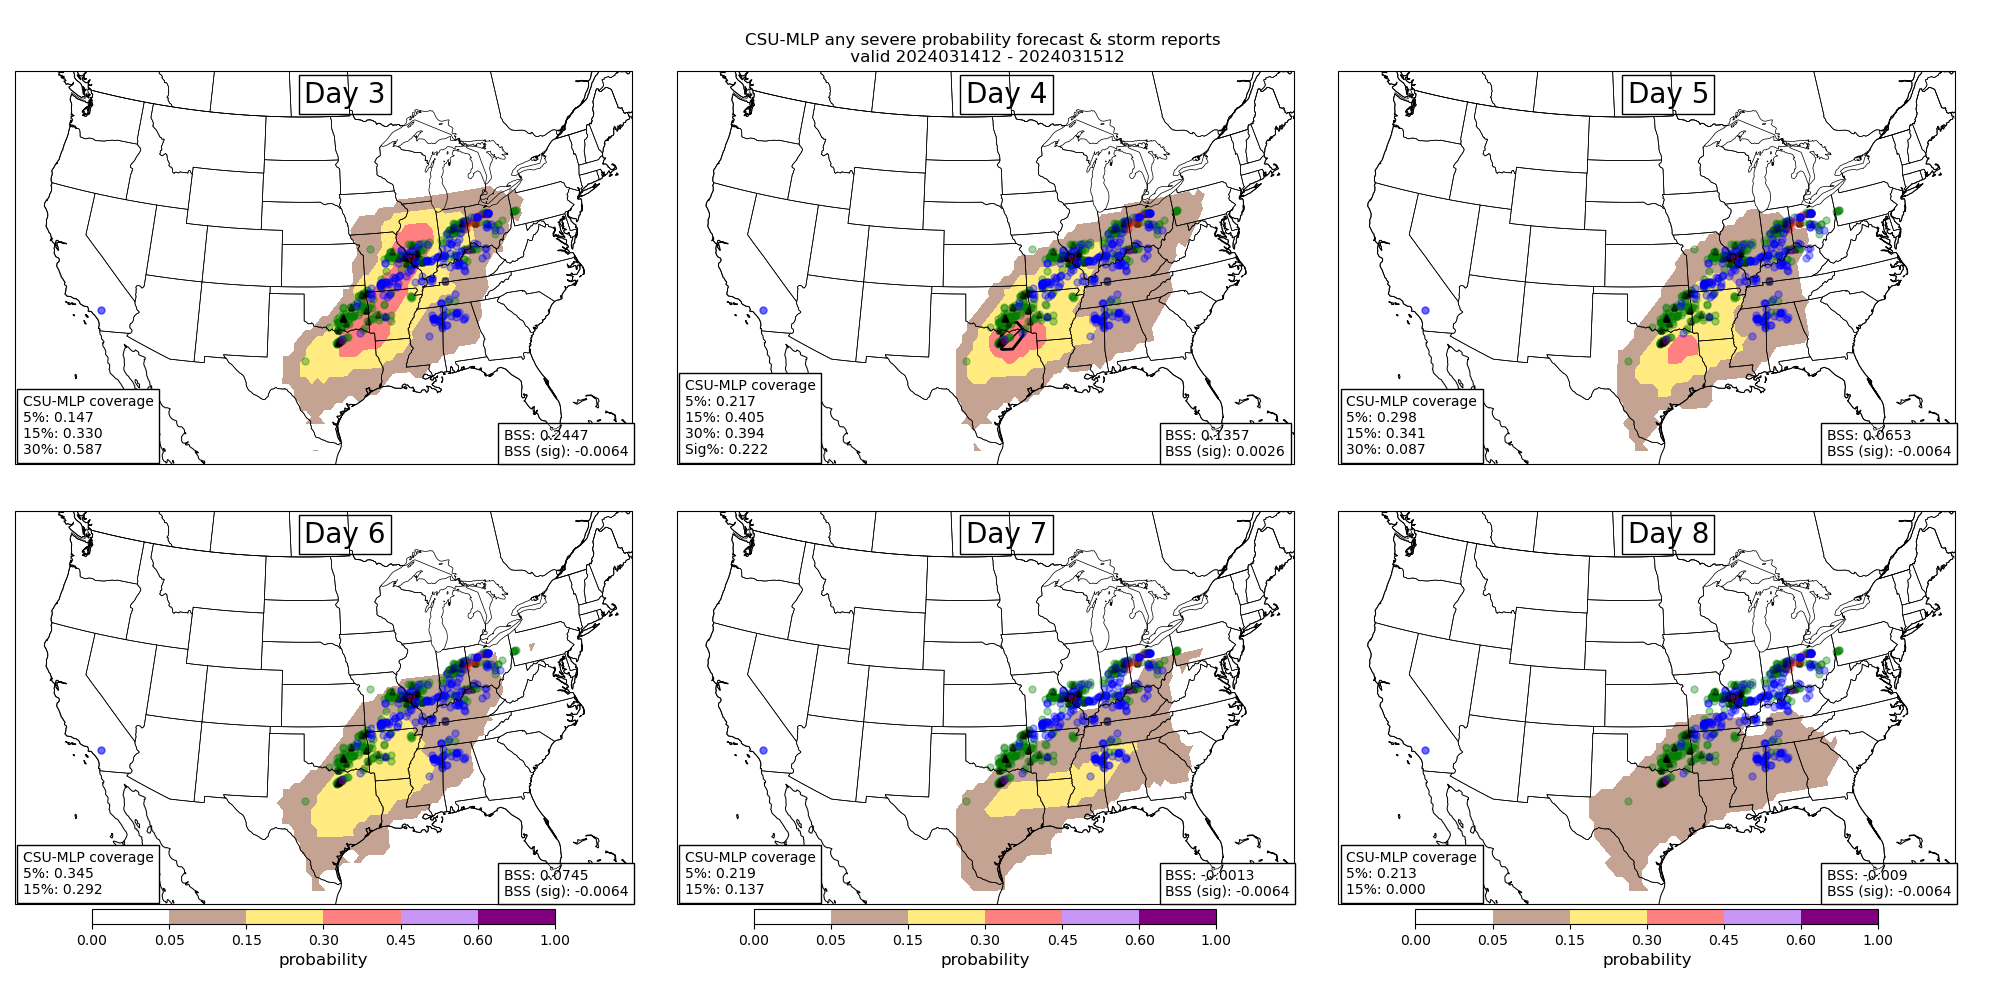 CSU-MLP any severe probability forecast & storm reports
valid 2024031412 - 2024031512
Day 3
CSU-MLP coverage
5%: 0.147
15%: 0.330
30%: 0.587
BSS: 0.2447
BSS (sig): -0.0064
Day 4
CSU-MLP coverage
5%: 0.217
15%: 0.405
30%: 0.394
Sig%: 0.222
BSS: 0.1357
BSS (sig): 0.0026
Day 5
CSU-MLP coverage
5%: 0.298
15%: 0.341
30%: 0.087
BSS: 0.0653
BSS (sig): -0.0064
Day 6
CSU-MLP coverage
5%: 0.345
15%: 0.292
BSS: 0.0745
BSS (sig): -0.0064
Day 7
CSU-MLP coverage
5%: 0.219
15%: 0.137
BSS: -0.0013
BSS (sig): -0.0064
Day 8
CSU-MLP coverage
5%: 0.213
15%: 0.000
BSS: -0.009
BSS (sig): -0.0064
0.00 0.05 0.15 0.30 0.45 0.60 1.00
probability
0.00 0.05 0.15 0.30 0.45 0.60 1.00
probability
0.00 0.05 0.15 0.30 0.45 0.60 1.00
probability